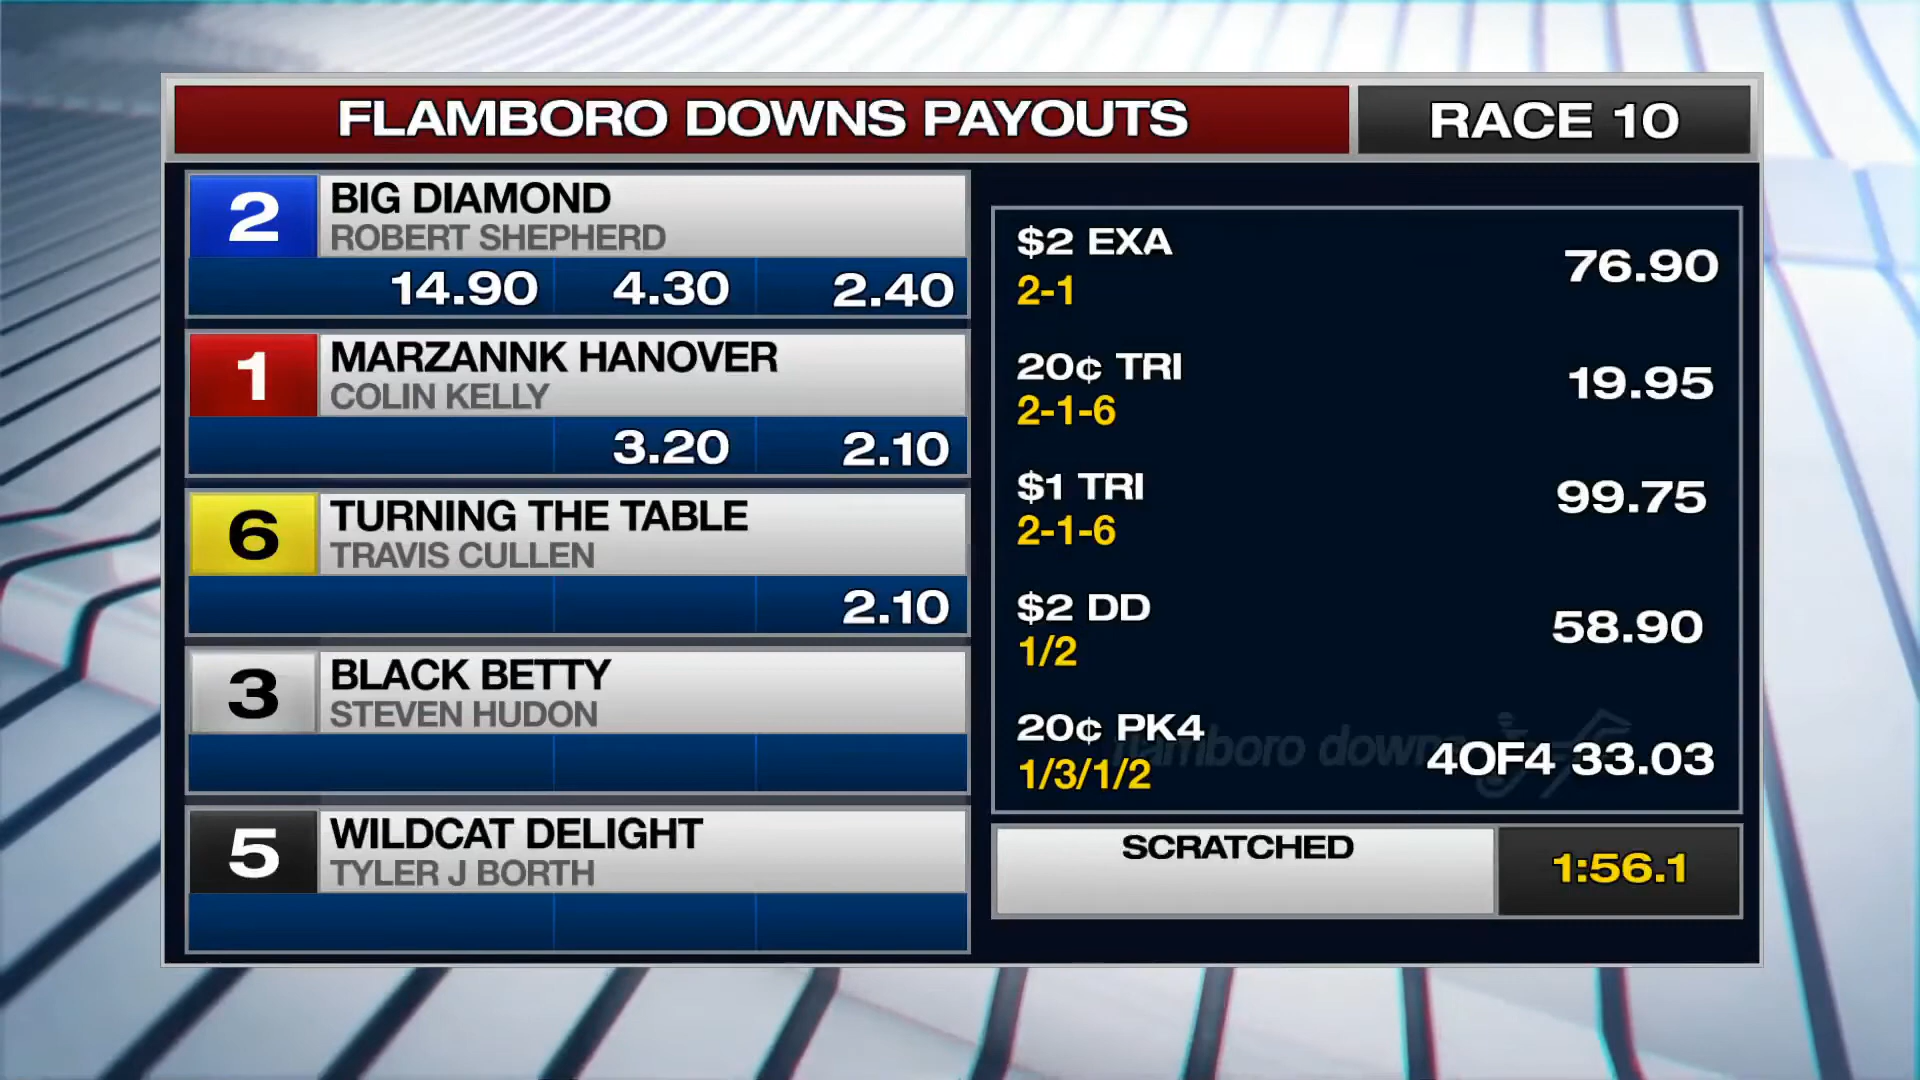 FLAMBORO DOWNS PAYOUTS
RACE 10
2
BIG DIAMOND
ROBERT SHEPHERD
14.90 4.30 2.40
1
MARZANNK HANOVER
COLIN KELLY
3.20 2.10
6
TURNING THE TABLE
TRAVIS CULLEN
2.10
3
BLACK BETTY
STEVEN HUDON
5
WILDCAT DELIGHT
TYLER J BORTH
$2 EXA
2-1
76.90
20¢ TRI
2-1-6
19.95
$1 TRI
2-1-6
99.75
$2 DD
1/2
58.90
20¢ PK4
1/3/1/2
4OF4 33.03
flamboro downs
SCRATCHED
1:56.1